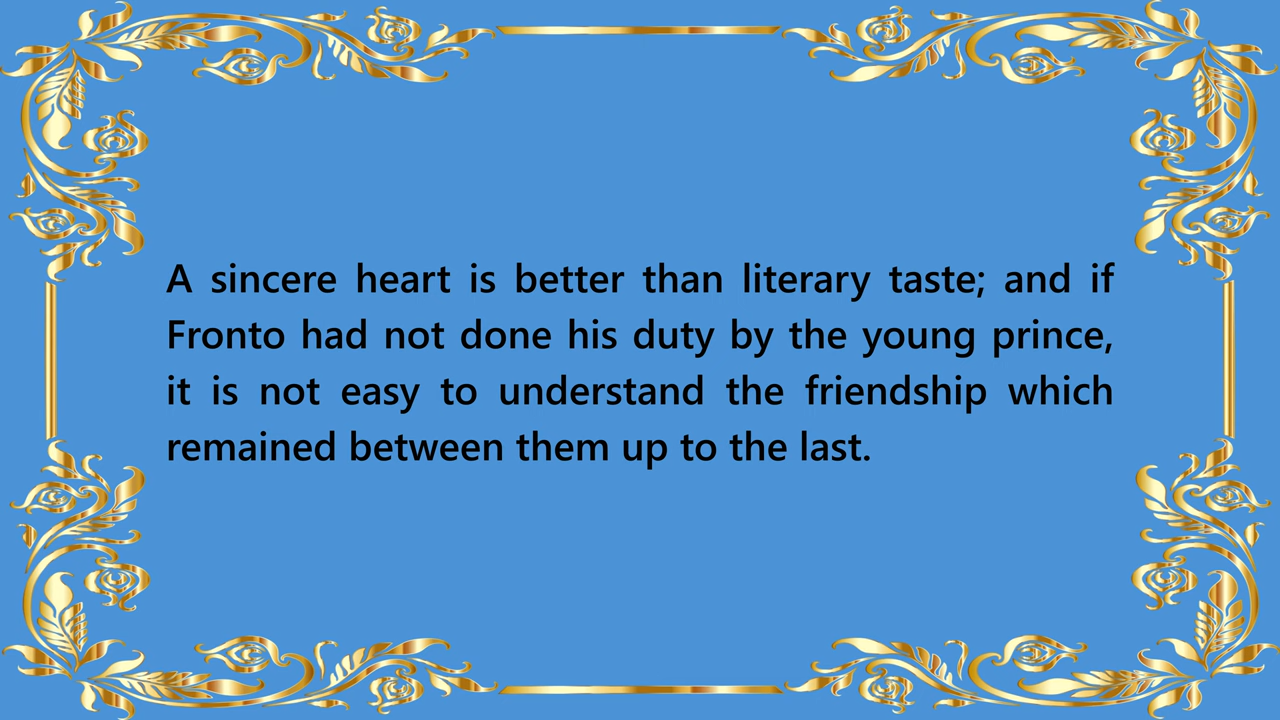 A sincere heart is better than literary taste; and if
Fronto had not done his duty by the young prince,
it is not easy to understand the friendship which
remained between them up to the last.